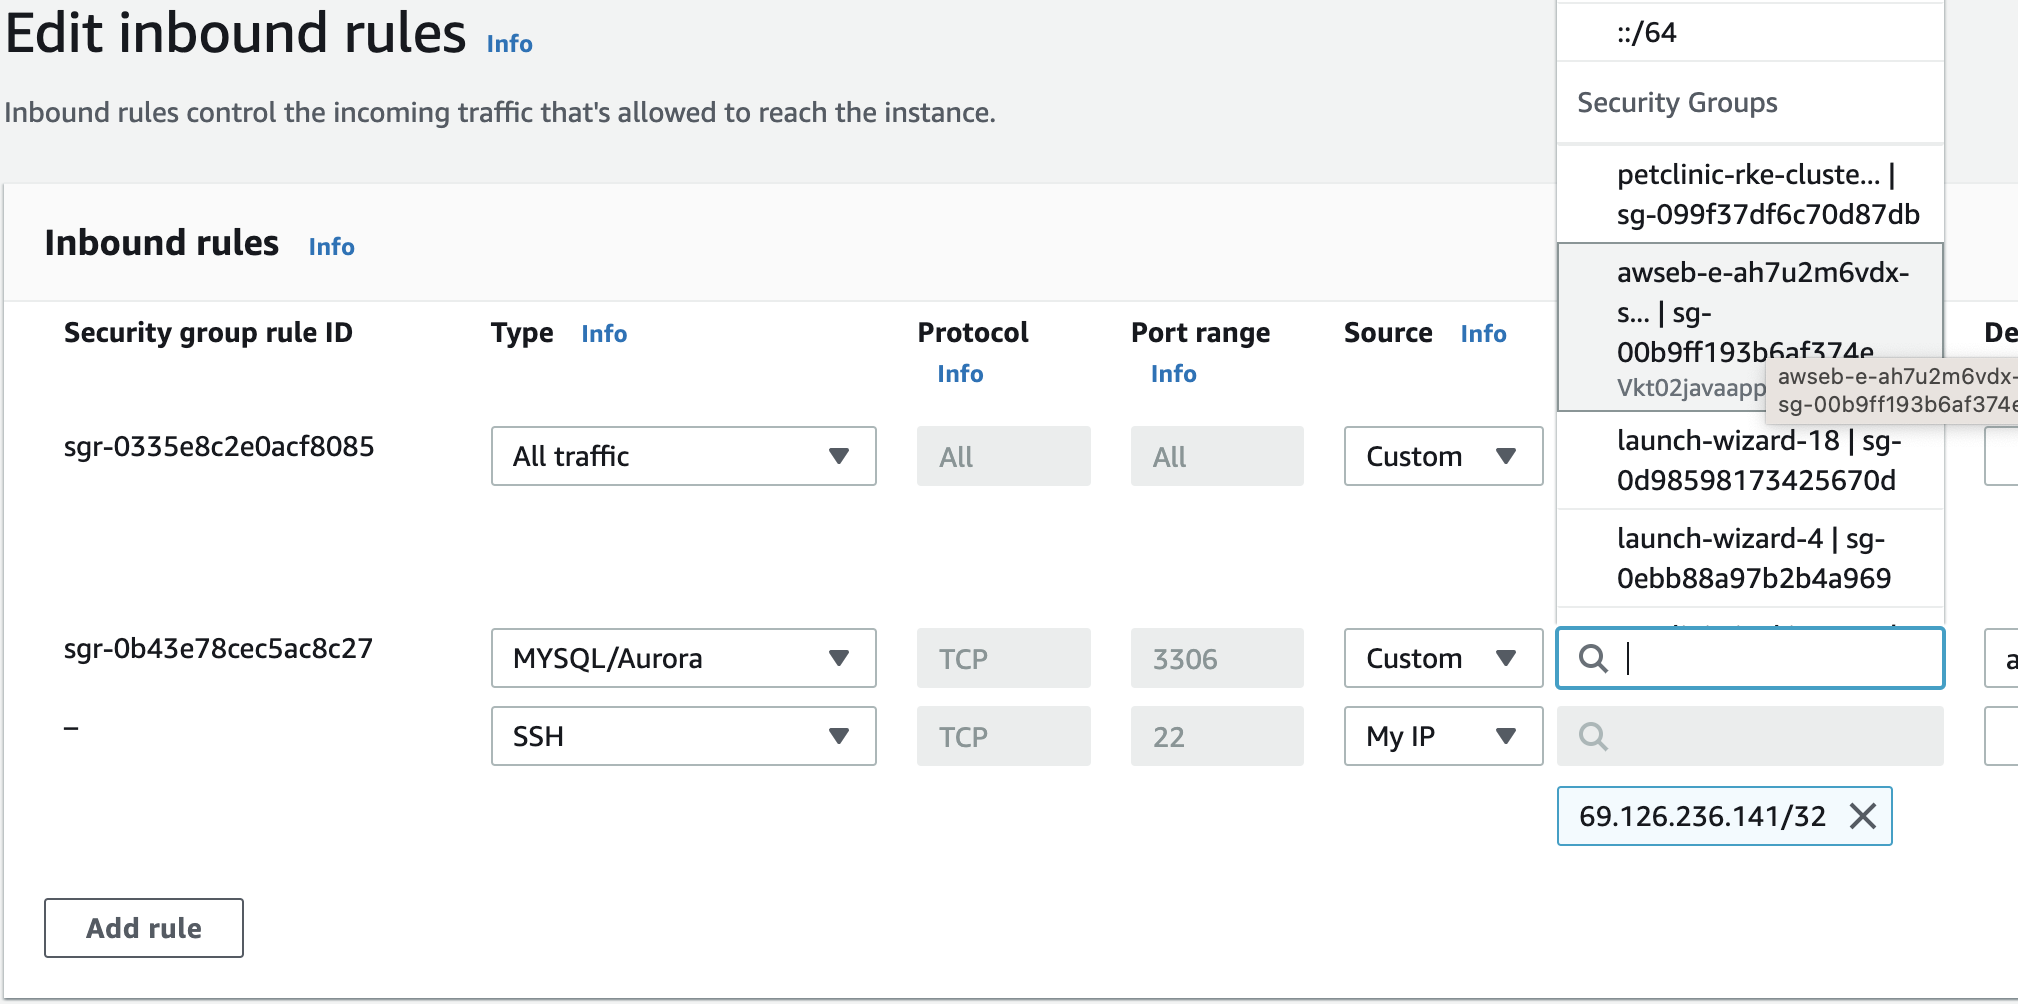 Edit inbound rules Info
Inbound rules control the incoming traffic that's allowed to reach the instance.
::/64
Security Groups
petclinic-rke-cluste... |
sg-099f37df6c70d87db
awseb-e-ah7u2m6vdx-
s... | sg-
00b9ff193b6af374e
Vkt02javaapp
awseb-e-ah7u2m6vdx-
sg-00b9ff193b6af374e
launch-wizard-18 | sg-
0d98598173425670d
launch-wizard-4 | sg-
0ebb88a97b2b4a969
Inbound rules Info
Security group rule ID
Type Info
Protocol
Info
Port range
Info
Source Info
De
sgr-0335e8c2e0acf8085
All traffic
All
All
Custom
sgr-0b43e78cec5ac8c27
MYSQL/Aurora
TCP
3306
Custom
a
–
SSH
TCP
22
My IP
69.126.236.141/32
Add rule